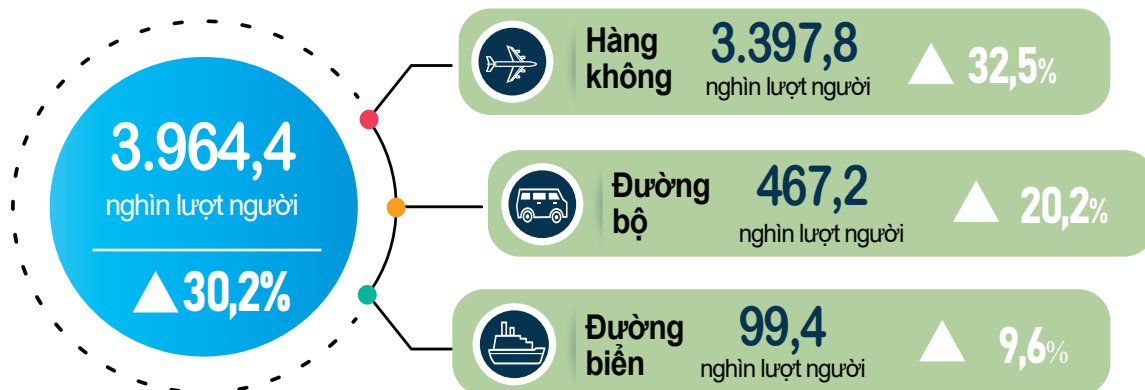 3.964,4
nghìn lượt người
▲30,2%
Hàng
không
3.397,8
nghìn lượt người
▲ 32,5%
Đường
bộ
467,2
nghìn lượt người
▲ 20,2%
Đường
biển
99,4
nghìn lượt người
▲ 9,6%